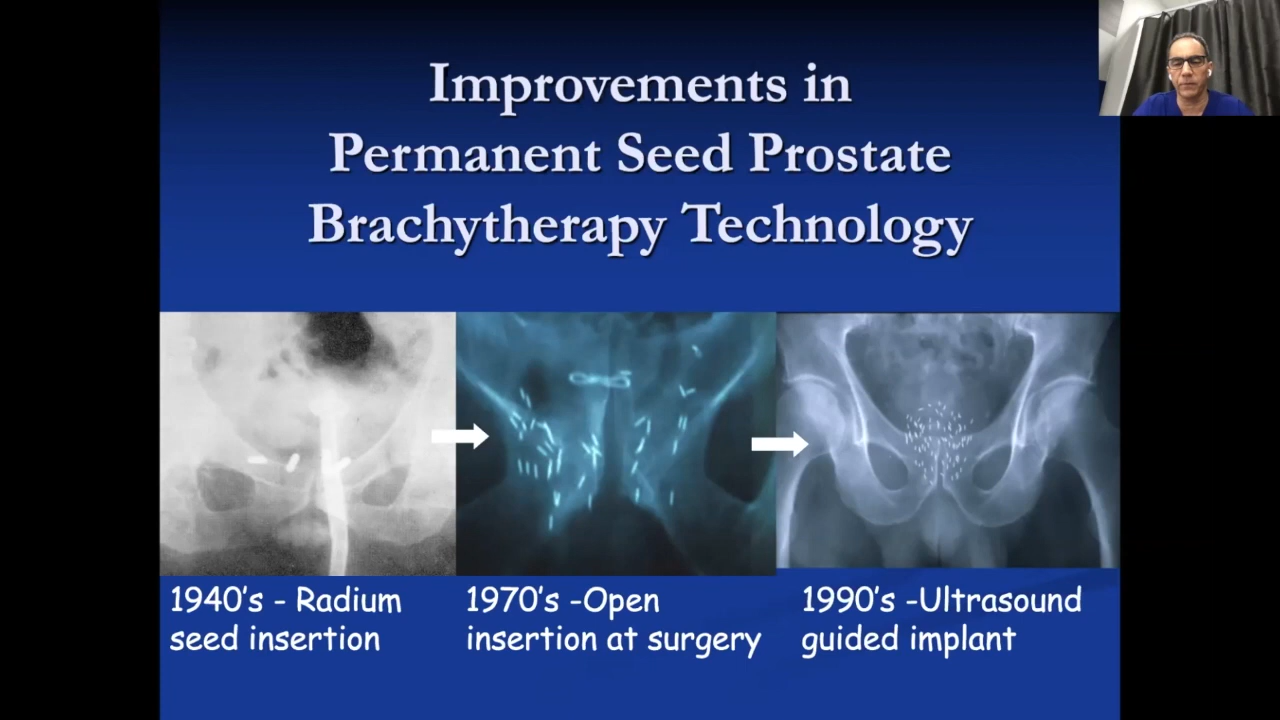 Improvements in
Permanent Seed Prostate
Brachytherapy Technology
1940's - Radium
seed insertion
1970's -Open
insertion at surgery
1990's -Ultrasound
guided implant